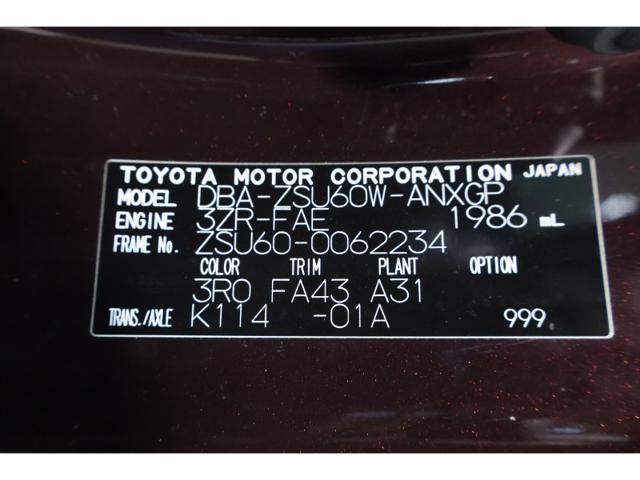 TOYOTA MOTOR CORPORATION JAPAN
MODEL DBA-ZSU60W-ANXGP
ENGINE 3ZR-FAE 1986 mL
FRAME No. ZSU60-0062234
COLOR TRIM PLANT OPTION
3R0 FA43 A31
TRANS./AXLE K114 -01A 999